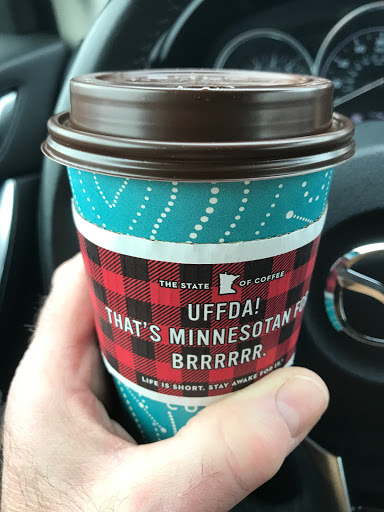 THE STATE OF COFFEE
UFFDA!
THAT'S MINNESOTAN FOR
BRRRRRR.
LIFE IS SHORT. STAY AWAKE FOR IT.